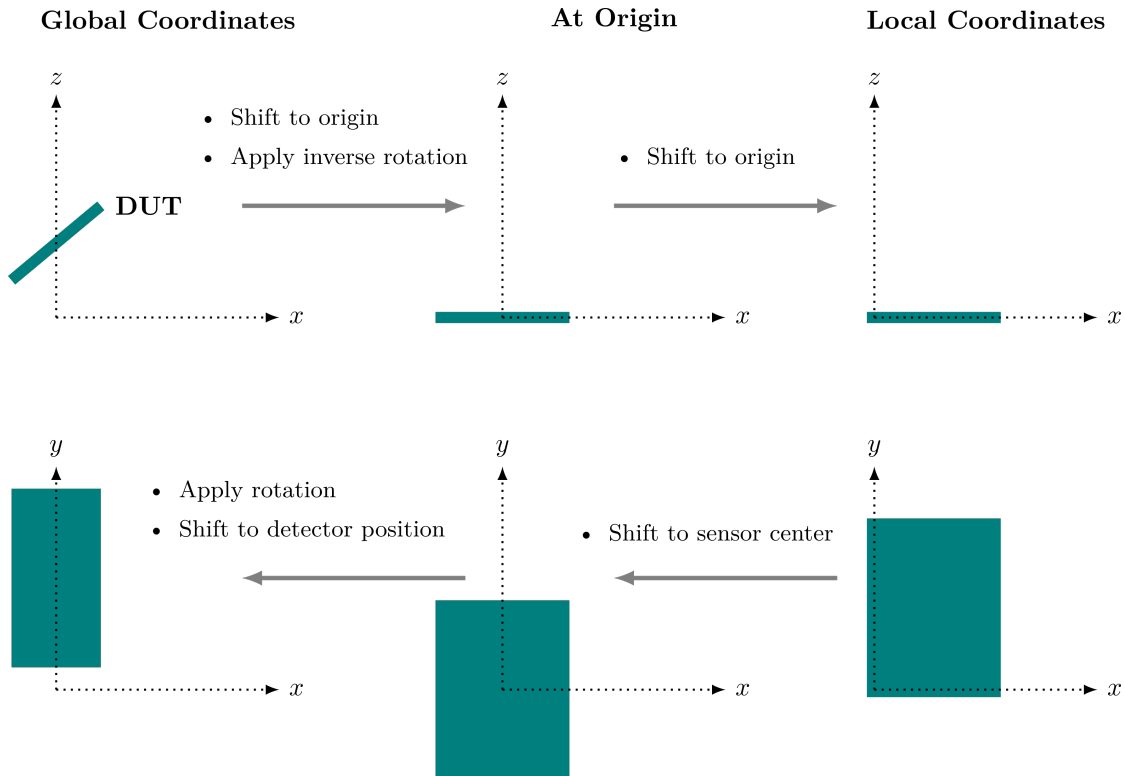 Global Coordinates
At Origin
Local Coordinates
z
z
z
• Shift to origin
• Apply inverse rotation
• Shift to origin
DUT
x
x
x
y
y
y
• Apply rotation
• Shift to detector position
• Shift to sensor center
x
x
x